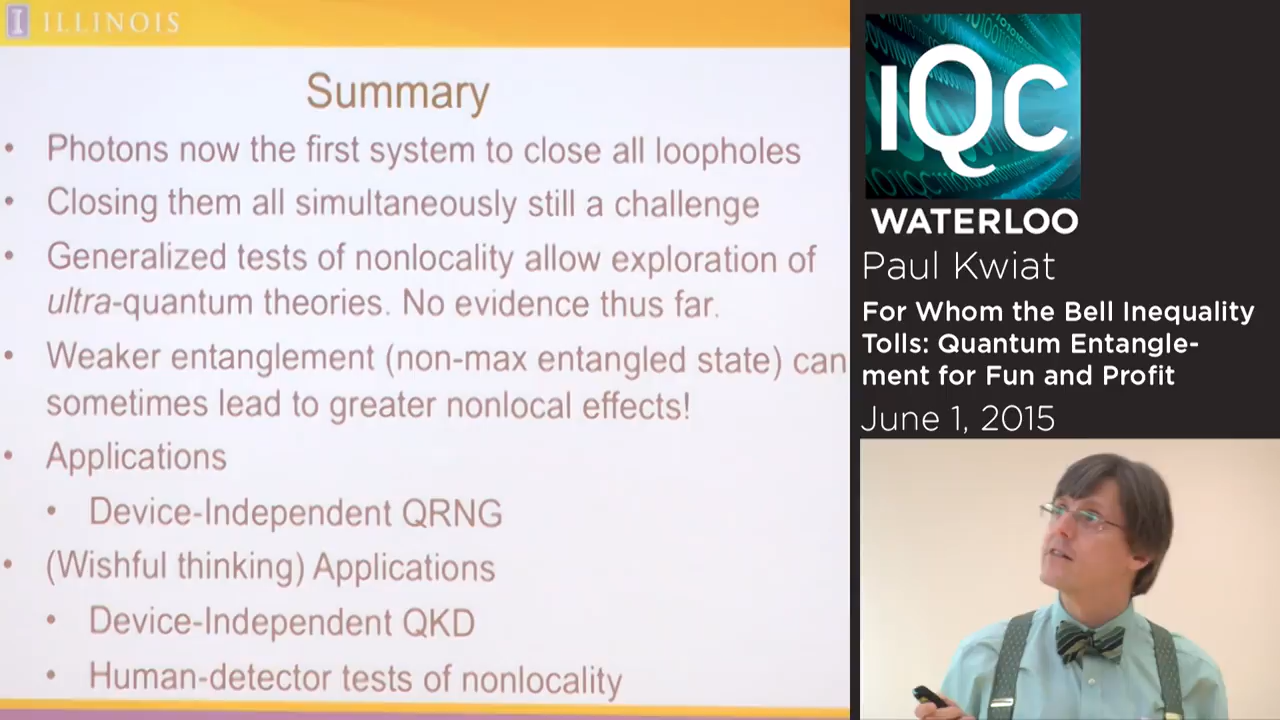 I ILLINOIS
Summary
• Photons now the first system to close all loopholes
• Closing them all simultaneously still a challenge
• Generalized tests of nonlocality allow exploration of
ultra-quantum theories. No evidence thus far.
• Weaker entanglement (non-max entangled state) can
sometimes lead to greater nonlocal effects!
• Applications
• Device-Independent QRNG
• (Wishful thinking) Applications
• Device-Independent QKD
• Human-detector tests of nonlocality
IQC
WATERLOO
Paul Kwiat
For Whom the Bell Inequality
Tolls: Quantum Entangle-
ment for Fun and Profit
June 1, 2015